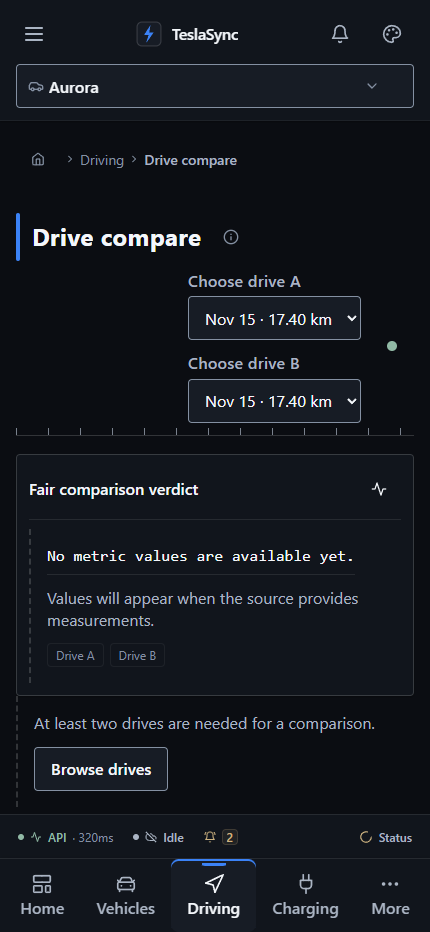 TeslaSync
Aurora
Driving
Drive compare
Drive compare
Choose drive A
Nov 15 · 17.40 km
Choose drive B
Nov 15 · 17.40 km
Fair comparison verdict
No metric values are available yet.
Values will appear when the source provides
measurements.
Drive A
Drive B
At least two drives are needed for a comparison.
Browse drives
API · 320ms
Idle
2
Status
Home
Vehicles
Driving
Charging
More